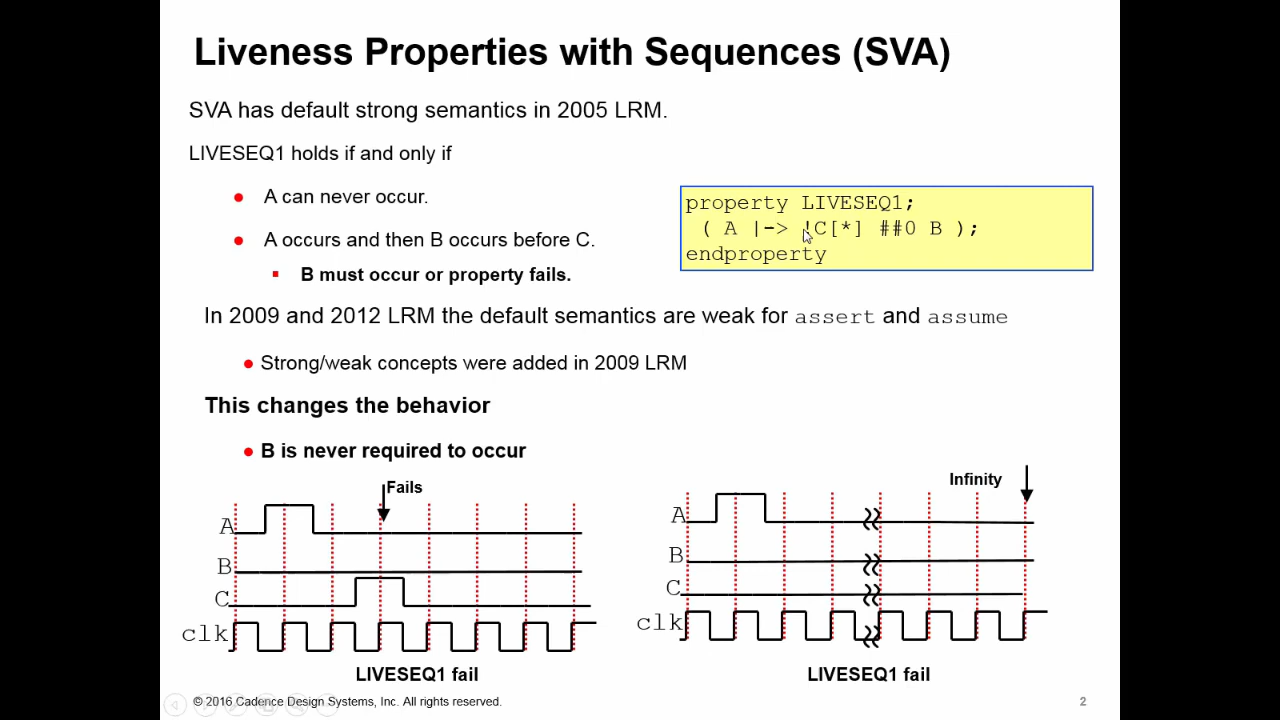 Liveness Properties with Sequences (SVA)
SVA has default strong semantics in 2005 LRM.
LIVESEQ1 holds if and only if
A can never occur.
A occurs and then B occurs before C.
B must occur or property fails.
property LIVESEQ1;
( A |-> !C[*] ##0 B );
endproperty
In 2009 and 2012 LRM the default semantics are weak for assert and assume
Strong/weak concepts were added in 2009 LRM
This changes the behavior
B is never required to occur
Fails
A
B
C
clk
LIVESEQ1 fail
Infinity
A
B
C
clk
LIVESEQ1 fail
© 2016 Cadence Design Systems, Inc. All rights reserved.
2